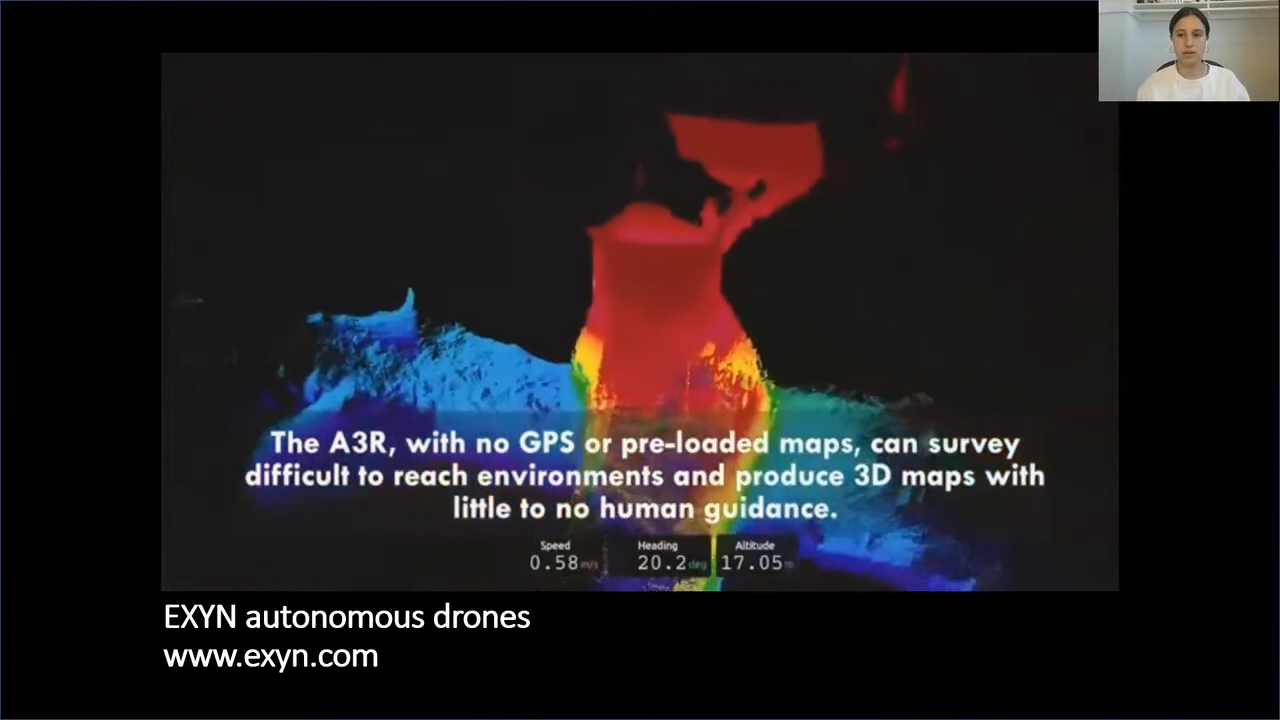 The A3R, with no GPS or pre-loaded maps, can survey
difficult to reach environments and produce 3D maps with
little to no human guidance.
Speed Heading Altitude
0.58 m/s 20.2 deg 17.05 m
EXYN autonomous drones
www.exyn.com